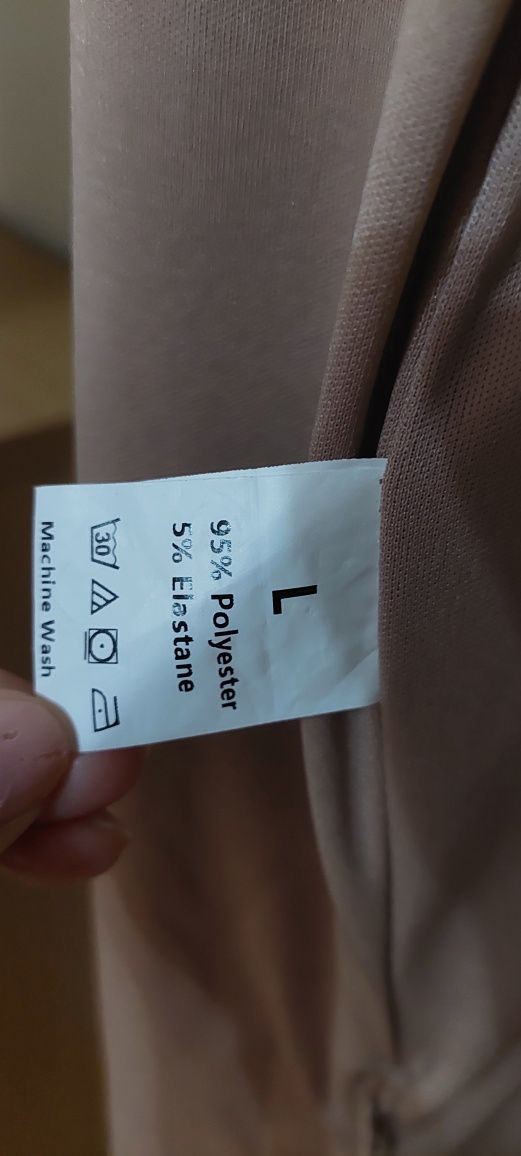 L
95% Polyester
5% Elastane
30
Machine Wash